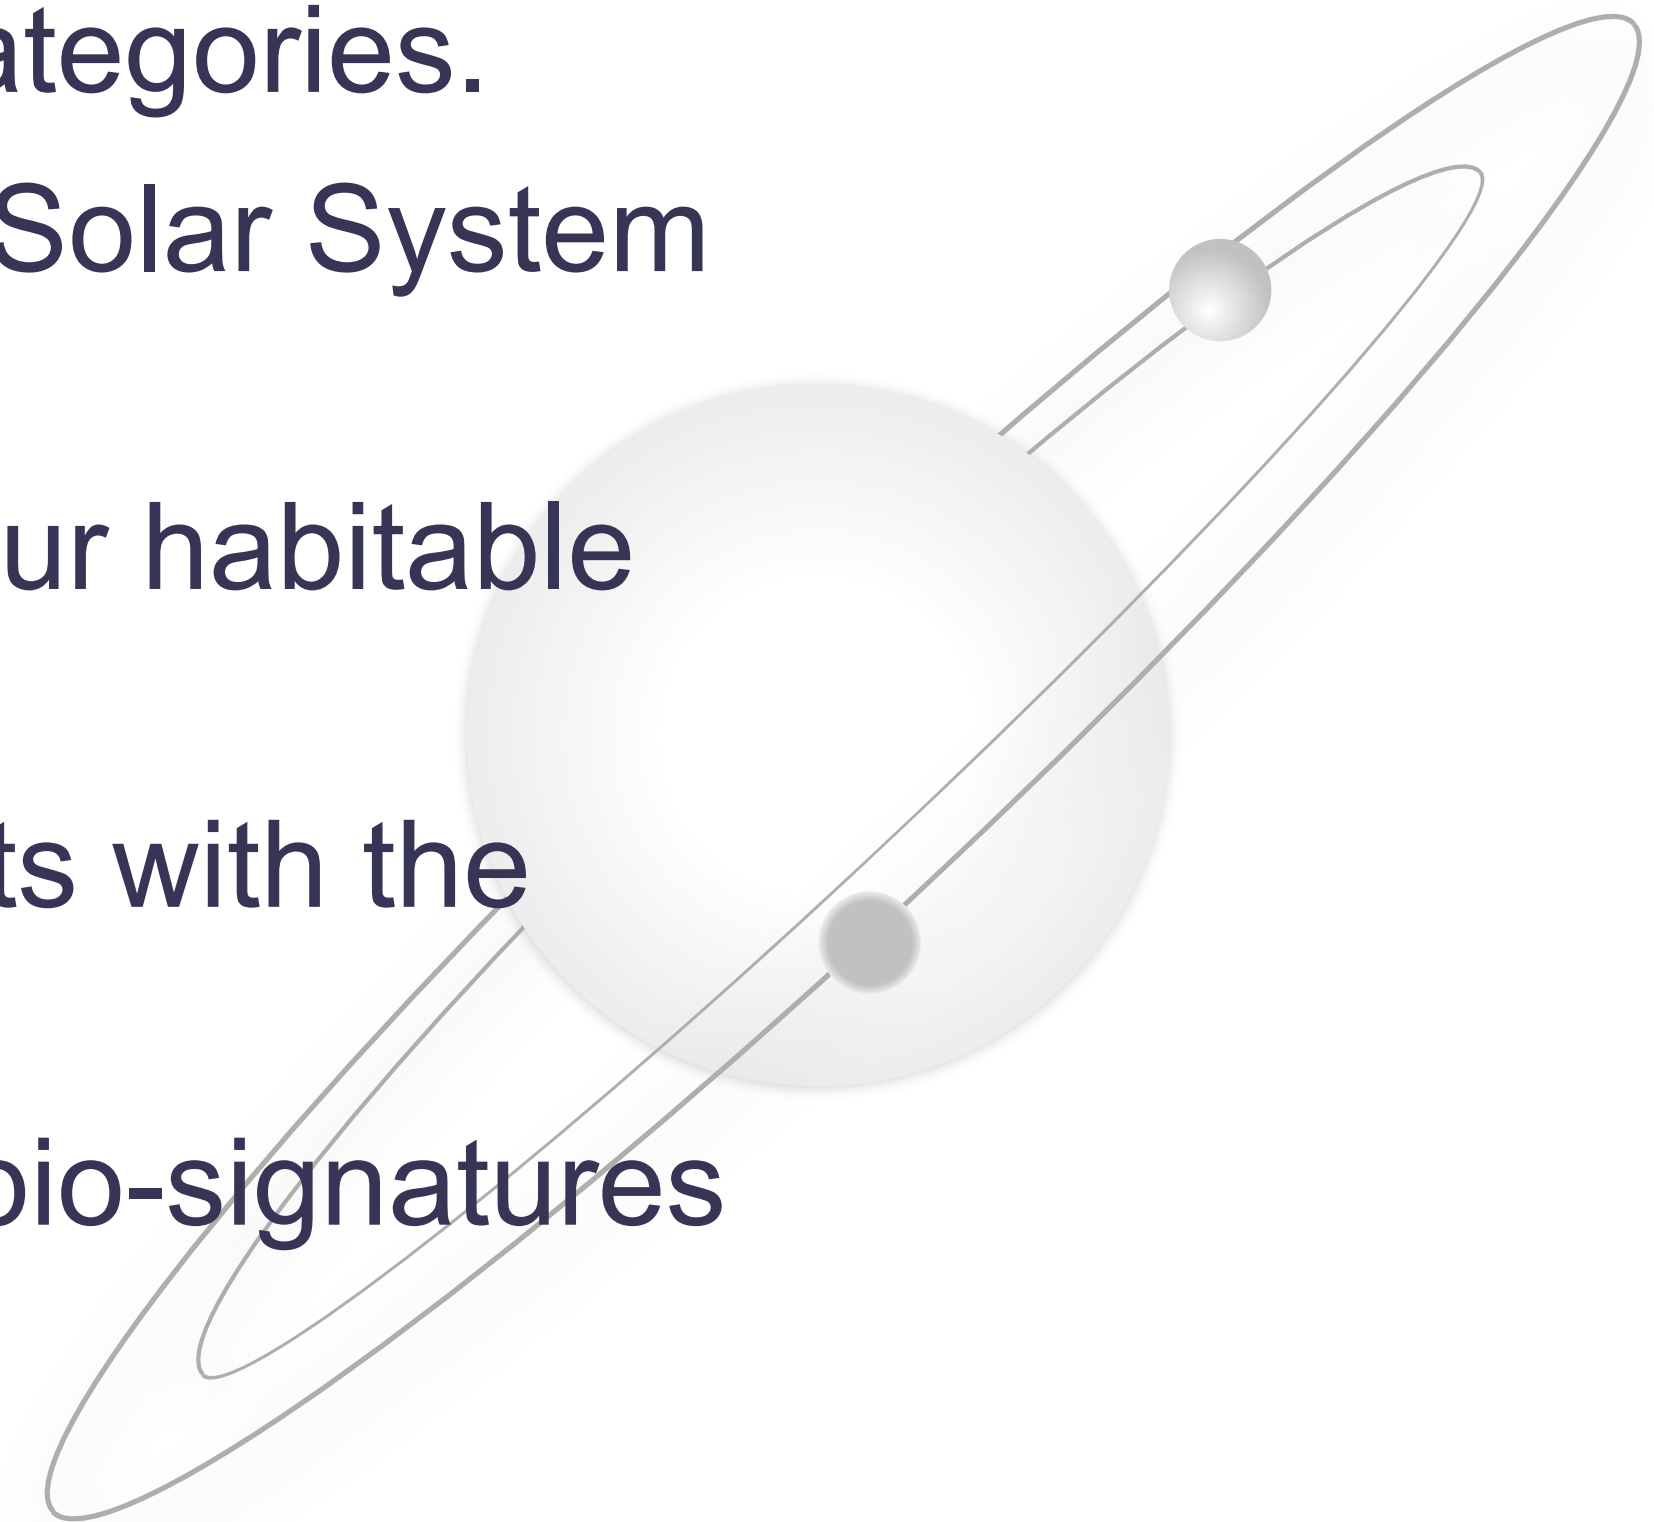 ategories.
Solar System
ur habitable
ts with the
bio-signatures